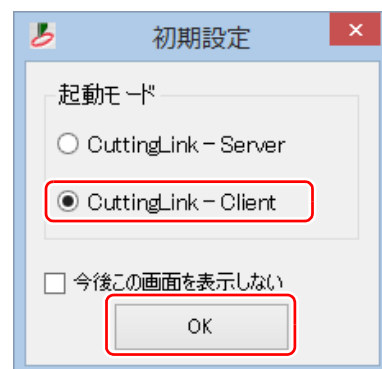 初期設定
起動モード
CuttingLink－Server
CuttingLink－Client
今後この画面を表示しない
OK